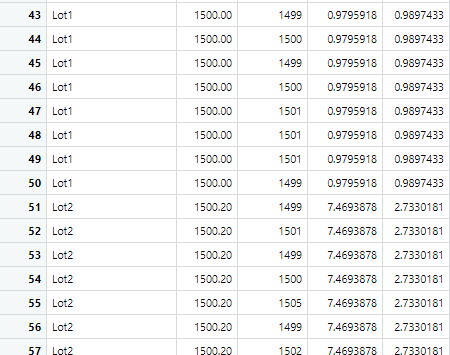 43 Lot1 1500.00 1499 0.9795918 0.9897433
44 Lot1 1500.00 1500 0.9795918 0.9897433
45 Lot1 1500.00 1499 0.9795918 0.9897433
46 Lot1 1500.00 1500 0.9795918 0.9897433
47 Lot1 1500.00 1501 0.9795918 0.9897433
48 Lot1 1500.00 1501 0.9795918 0.9897433
49 Lot1 1500.00 1501 0.9795918 0.9897433
50 Lot1 1500.00 1499 0.9795918 0.9897433
51 Lot2 1500.20 1499 7.4693878 2.7330181
52 Lot2 1500.20 1501 7.4693878 2.7330181
53 Lot2 1500.20 1499 7.4693878 2.7330181
54 Lot2 1500.20 1500 7.4693878 2.7330181
55 Lot2 1500.20 1505 7.4693878 2.7330181
56 Lot2 1500.20 1499 7.4693878 2.7330181
57 Lot2 1500.20 1502 7.4693878 2.7330181